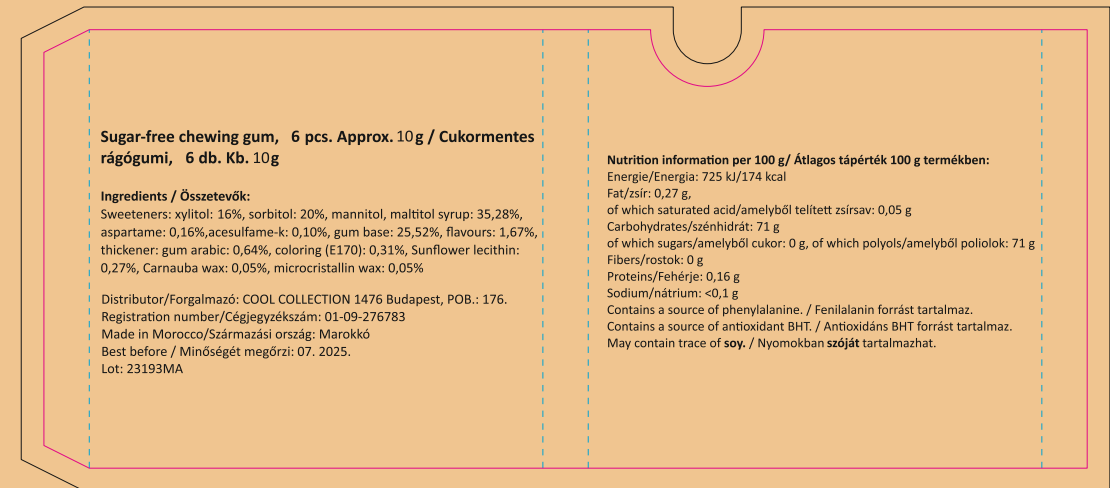 Sugar-free chewing gum, 6 pcs. Approx. 10g / Cukormentes
rágógumi, 6 db. Kb. 10g
Ingredients / Összetevők:
Sweeteners: xylitol: 16%, sorbitol: 20%, mannitol, maltitol syrup: 35,28%,
aspartame: 0,16%,acesulfame-k: 0,10%, gum base: 25,52%, flavours: 1,67%,
thickener: gum arabic: 0,64%, coloring (E170): 0,31%, Sunflower lecithin:
0,27%, Carnauba wax: 0,05%, microcristallin wax: 0,05%
Distributor/Forgalmazó: COOL COLLECTION 1476 Budapest, POB.: 176.
Registration number/Cégjegyzékszám: 01-09-276783
Made in Morocco/Származási ország: Marokkó
Best before / Minőségét megőrzi: 07. 2025.
Lot: 23193MA
Nutrition information per 100 g/ Átlagos tápérték 100 g termékben:
Energie/Energia: 725 kJ/174 kcal
Fat/zsír: 0,27 g,
of which saturated acid/amelyből telített zsírsav: 0,05 g
Carbohydrates/szénhidrát: 71 g
of which sugars/amelyből cukor: 0 g, of which polyols/amelyből poliolok: 71 g
Fibers/rostok: 0 g
Proteins/Fehérje: 0,16 g
Sodium/nátrium: <0,1 g
Contains a source of phenylalanine. / Fenilalanin forrást tartalmaz.
Contains a source of antioxidant BHT. / Antioxidáns BHT forrást tartalmaz.
May contain trace of soy. / Nyomokban szóját tartalmazhat.